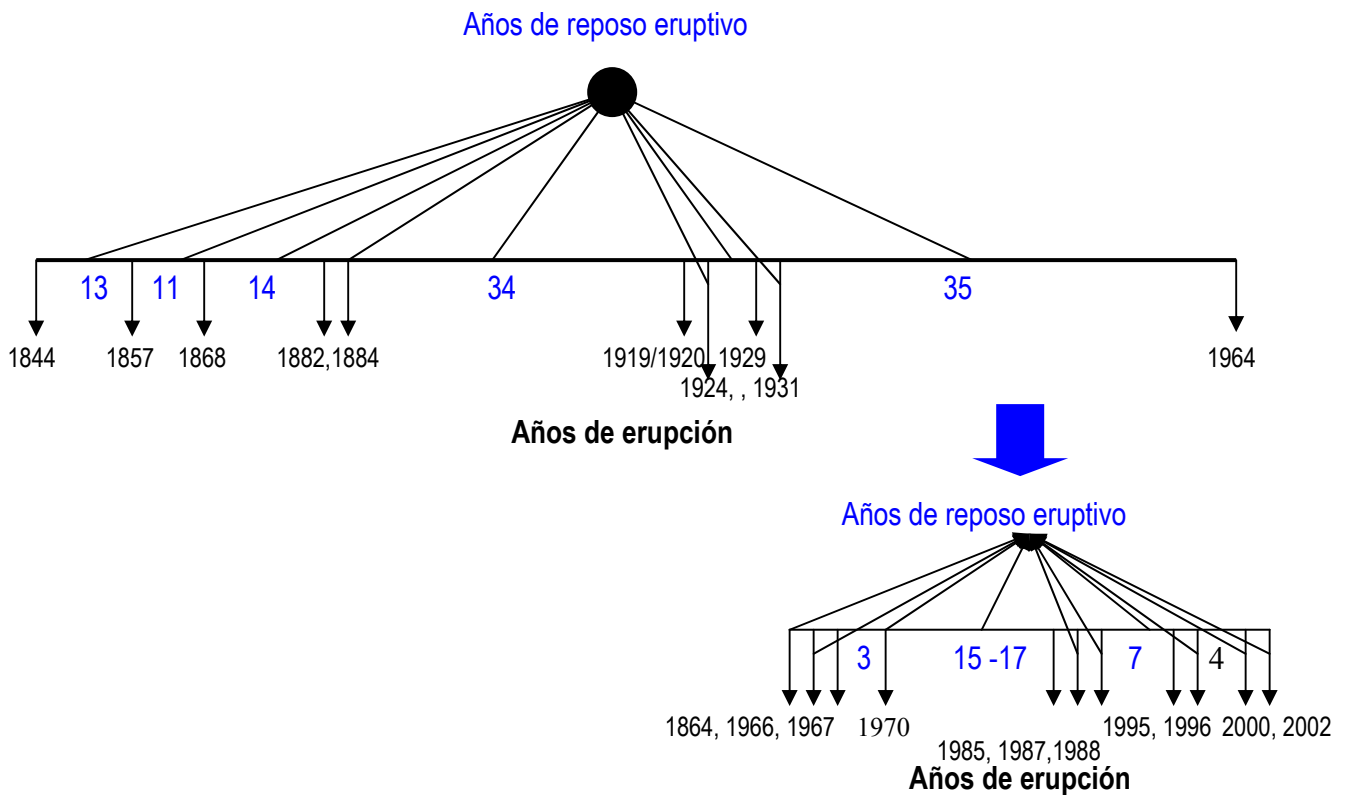 Años de reposo eruptivo
13 11 14 34 35
1844 1857 1868 1882,1884 1919/1920, 1929 1964
1924, , 1931
Años de erupción
Años de reposo eruptivo
3 15 -17 7 4
1864, 1966, 1967 1970 1995, 1996 2000, 2002
1985, 1987,1988
Años de erupción